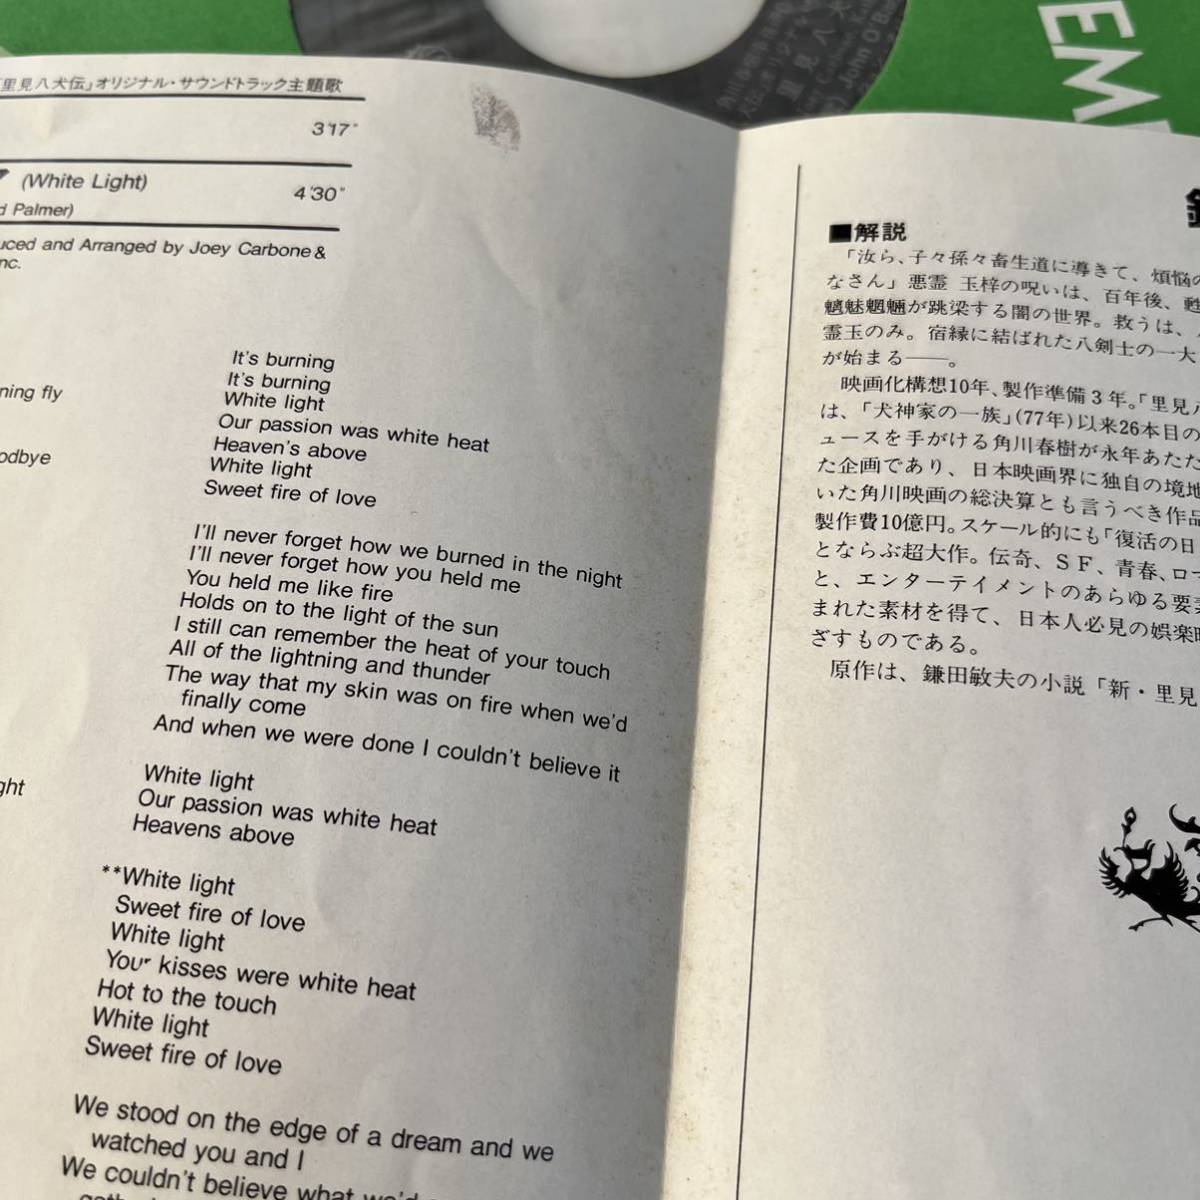 EM
里見八犬
John O'Ba
里見八犬伝」オリジナル・サウンドトラック主題歌
3'17"
(White Light)
4'30"
d Palmer)
uced and Arranged by Joey Carbone &
nc.
ning fly
odbye
ght
It's burning
It's burning
White light
Our passion was white heat
Heaven's above
White light
Sweet fire of love
I'll never forget how we burned in the night
I'll never forget how you held me
You held me like fire
Holds on to the light of the sun
I still can remember the heat of your touch
All of the lightning and thunder
The way that my skin was on fire when we'd
finally come
And when we were done I couldn't believe it
White light
Our passion was white heat
Heavens above
**White light
Sweet fire of love
White light
Your kisses were white heat
Hot to the touch
White light
Sweet fire of love
We stood on the edge of a dream and we
watched you and I
We couldn't believe what we'd
■解説
「汝ら、子々孫々畜生道に導きて、煩悩の
なさん」悪霊 玉梓の呪いは、百年後、甦
魑魅魍魎が跳梁する闇の世界。救うは、
霊玉のみ。宿縁に結ばれた八剣士の一大
が始まる——。
映画化構想10年、製作準備3年。「里見八
は、「犬神家の一族」(77年)以来26本目の
ュースを手がける角川春樹が永年あたた
た企画であり、日本映画界に独自の境地
いた角川映画の総決算とも言うべき作品
製作費10億円。スケール的にも「復活の日
とならぶ超大作。伝奇、SF、青春、ロマ
と、エンターテイメントのあらゆる要素
まれた素材を得て、日本人必見の娯楽映
ざすものである。
原作は、鎌田敏夫の小説「新・里見